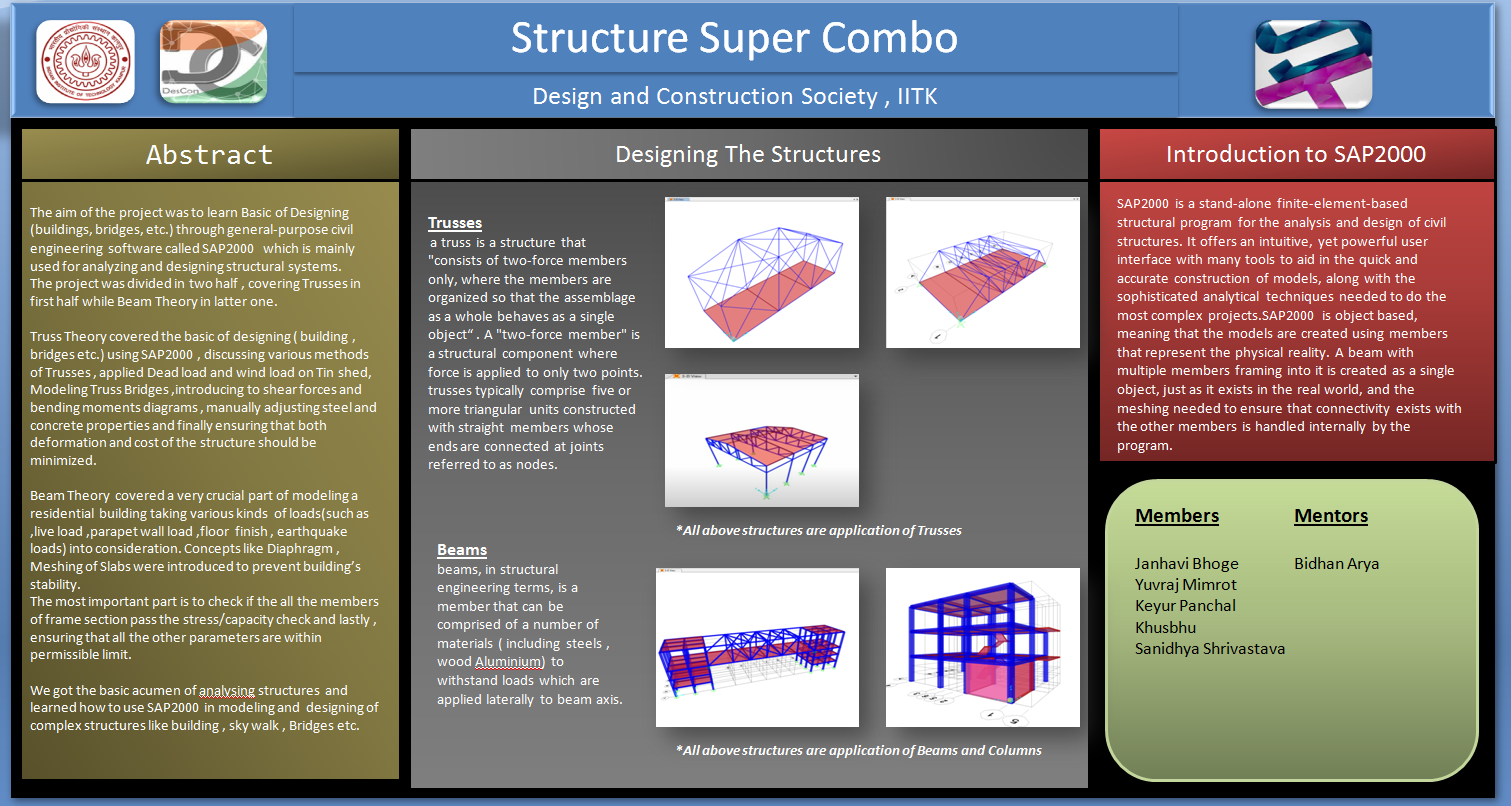 Structure Super Combo
Design and Construction Society , IITK
DesCon
Abstract
The aim of the project was to learn Basic of Designing
(buildings, bridges, etc.) through general-purpose civil
engineering software called SAP2000 which is mainly
used for analyzing and designing structural systems.
The project was divided in two half , covering Trusses in
first half while Beam Theory in latter one.
Truss Theory covered the basic of designing ( building ,
bridges etc.) using SAP2000 , discussing various methods
of Trusses , applied Dead load and wind load on Tin shed,
Modeling Truss Bridges ,introducing to shear forces and
bending moments diagrams , manually adjusting steel and
concrete properties and finally ensuring that both
deformation and cost of the structure should be
minimized.
Beam Theory covered a very crucial part of modeling a
residential building taking various kinds of loads(such as
,live load ,parapet wall load ,floor finish , earthquake
loads) into consideration. Concepts like Diaphragm ,
Meshing of Slabs were introduced to prevent building's
stability.
The most important part is to check if the all the members
of frame section pass the stress/capacity check and lastly ,
ensuring that all the other parameters are within
permissible limit.
We got the basic acumen of analysing structures and
learned how to use SAP2000 in modeling and designing of
complex structures like building , sky walk , Bridges etc.
Designing The Structures
Trusses
a truss is a structure that
"consists of two-force members
only, where the members are
organized so that the assemblage
as a whole behaves as a single
object“ . A "two-force member" is
a structural component where
force is applied to only two points.
trusses typically comprise five or
more triangular units constructed
with straight members whose
ends are connected at joints
referred to as nodes.
*All above structures are application of Trusses
Beams
beams, in structural
engineering terms, is a
member that can be
comprised of a number of
materials ( including steels ,
wood Aluminium) to
withstand loads which are
applied laterally to beam axis.
*All above structures are application of Beams and Columns
Introduction to SAP2000
SAP2000 is a stand-alone finite-element-based
structural program for the analysis and design of civil
structures. It offers an intuitive, yet powerful user
interface with many tools to aid in the quick and
accurate construction of models, along with the
sophisticated analytical techniques needed to do the
most complex projects.SAP2000 is object based,
meaning that the models are created using members
that represent the physical reality. A beam with
multiple members framing into it is created as a single
object, just as it exists in the real world, and the
meshing needed to ensure that connectivity exists with
the other members is handled internally by the
program.
Members
Janhavi Bhoge
Yuvraj Mimrot
Keyur Panchal
Khusbhu
Sanidhya Shrivastava
Mentors
Bidhan Arya